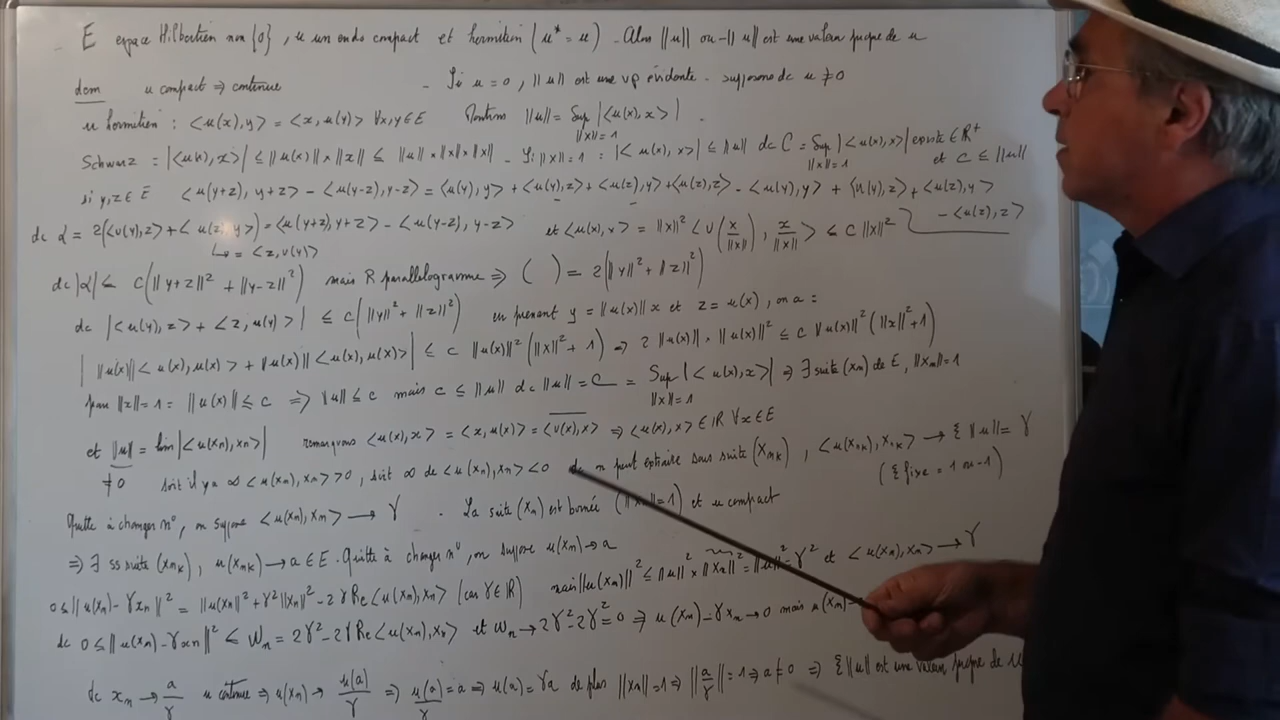 - E espace Hilbertien non {0}, u un endo compact et hermitien (u* = u) - Alors ||u|| ou -||u|| est une valeur propre de u
dem u compact ⇒ continue - Si u = 0, ||u|| est une vp évidente - supposons dc u ≠ 0
u hermitien : <u(x), y> = <x, u(y)> ∀x,y ∈ E Montrons ||u|| = Sup |<u(x), x>| .
||x|| = 1
Schwarz = |<u(x), x>| ≤ ||u(x)|| × ||x|| ≤ ||u|| × ||x|| × ||x|| - Si ||x|| = 1 : |<u(x), x>| ≤ ||u|| dc C = Sup |<u(x), x>| existe ∈ R⁺
||x|| = 1 et C ≤ ||u||
si y,z ∈ E <u(y+z), y+z> - <u(y-z), y-z> = <u(y), y> + <u(y), z> + <u(z), y> + <u(z), z> - <u(y), y> + <u(y), z> + <u(z), y>
- <u(z), z>
dc α = 2(<u(y), z> + <u(z), y>) = <u(y+z), y+z> - <u(y-z), y-z> et <u(x), x> = ||x||² <u(x/||x||), x/||x||> ≤ C ||x||²
↳ = <z, u(y)>
dc |α| ≤ C(||y+z||² + ||y-z||²) mais R parallélogramme ⇒ ( ) = 2(||y||² + ||z||²)
dc |<u(y), z> + <z, u(y)>| ≤ C(||y||² + ||z||²) en prenant y = ||u(x)|| x et z = u(x), on a :
| ||u(x)|| <u(x), u(x)> + ||u(x)|| <u(x), u(x)> | ≤ C ||u(x)||² (||x||² + 1) ⇒ 2 ||u(x)|| × ||u(x)||² ≤ C ||u(x)||² (||x||² + 1)
pour ||x|| = 1 = ||u(x)|| ≤ C ⇒ ||u|| ≤ C mais C ≤ ||u|| dc ||u|| = C = Sup |<u(x), x>| ⇒ ∃ suite (xn) de E, ||xn|| = 1
||x|| = 1
et ||u|| = lim |<u(xn), xn>| remarquons <u(x), x> = <x, u(x)> = <u(x), x> ⇒ <u(x), x> ∈ R ∀x ∈ E
≠ 0 soit il y a ∞ <u(xn), xn> > 0, soit ∞ de <u(xn), xn> < 0 dc on peut extraire sous suite (xnk), <u(xnk), xnk> → ξ ||u|| = γ
(ξ fixe = 1 ou -1)
Quitte à changer n°, on suppose <u(xn), xn> → γ - La suite (xn) est bornée (||xn|| = 1) et u compact
⇒ ∃ ss suite (xnk), u(xnk) → a ∈ E . Quitte à changer n°, on suppose u(xn) → a
0 ≤ ||u(xn) - γxn||² = ||u(xn)||² + γ² ||xn||² - 2γ Re <u(xn), xn> (car γ ∈ R) mais ||u(xn)||² ≤ ||u||² × ||xn||² = ||u||² = γ² et <u(xn), xn> → γ
dc 0 ≤ ||u(xn) - γxn||² ≤ Wn = 2γ² - 2γ Re <u(xn), xn> et Wn → 2γ² - 2γ² = 0 ⇒ u(xn) - γxn → 0 mais u(xn) →
dc xn → a/γ u continue ⇒ u(xn) → u(a)/γ ⇒ u(a)/γ = a ⇒ u(a) = γa de plus ||xn|| = 1 ⇒ ||a/γ|| = 1 ⇒ a ≠ 0 ⇒ ξ ||u|| est une valeur propre de u